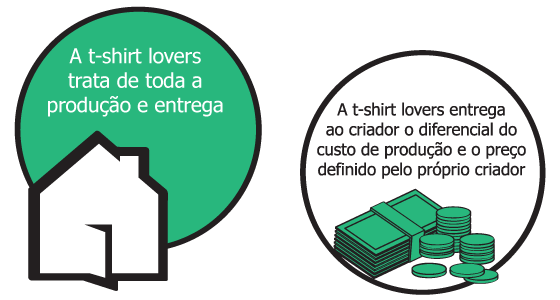 A t-shirt lovers
trata de toda a
produção e entrega
A t-shirt lovers entrega
ao criador o diferencial do
custo de produção e o preço
definido pelo próprio criador